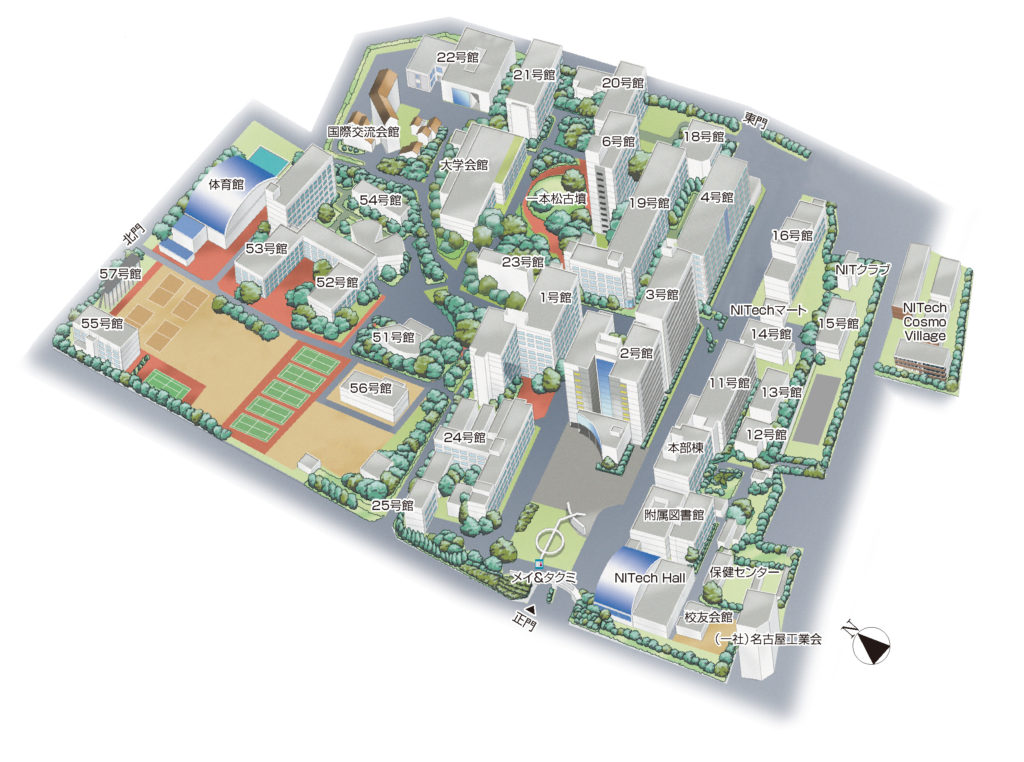 22号館
21号館
20号館
東門
国際交流会館
6号館
18号館
大学会館
体育館
54号館
一本松古墳
19号館
4号館
北門
53号館
23号館
16号館
57号館
52号館
1号館
3号館
NITクラブ
NITechマート
NITech
Cosmo
Village
55号館
51号館
2号館
14号館
15号館
56号館
11号館
13号館
24号館
本部棟
12号館
25号館
附属図書館
メイ&タクミ
NITech Hall
保健センター
正門
校友会館
(一社)名古屋工業会
N